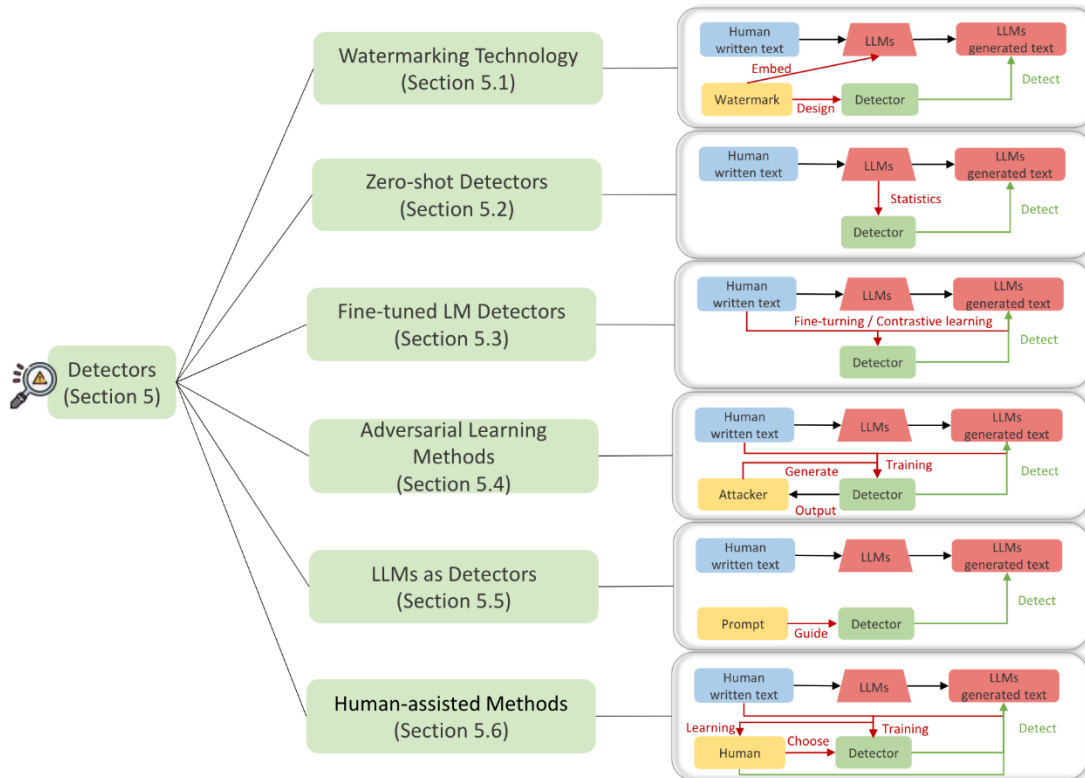 Detectors
(Section 5)
Watermarking Technology
(Section 5.1)
Human
written text
LLMs
LLMs
generated text
Embed
Detect
Watermark
Design
Detector
Zero-shot Detectors
(Section 5.2)
Human
written text
LLMs
LLMs
generated text
Statistics
Detect
Detector
Fine-tuned LM Detectors
(Section 5.3)
Human
written text
LLMs
LLMs
generated text
Fine-turning / Contrastive learning
Detect
Detector
Adversarial Learning
Methods
(Section 5.4)
Human
written text
LLMs
LLMs
generated text
Generate
Training
Detect
Attacker
Output
Detector
LLMs as Detectors
(Section 5.5)
Human
written text
LLMs
LLMs
generated text
Detect
Prompt
Guide
Detector
Human-assisted Methods
(Section 5.6)
Human
written text
LLMs
LLMs
generated text
Learning
Training
Detect
Human
Choose
Detector